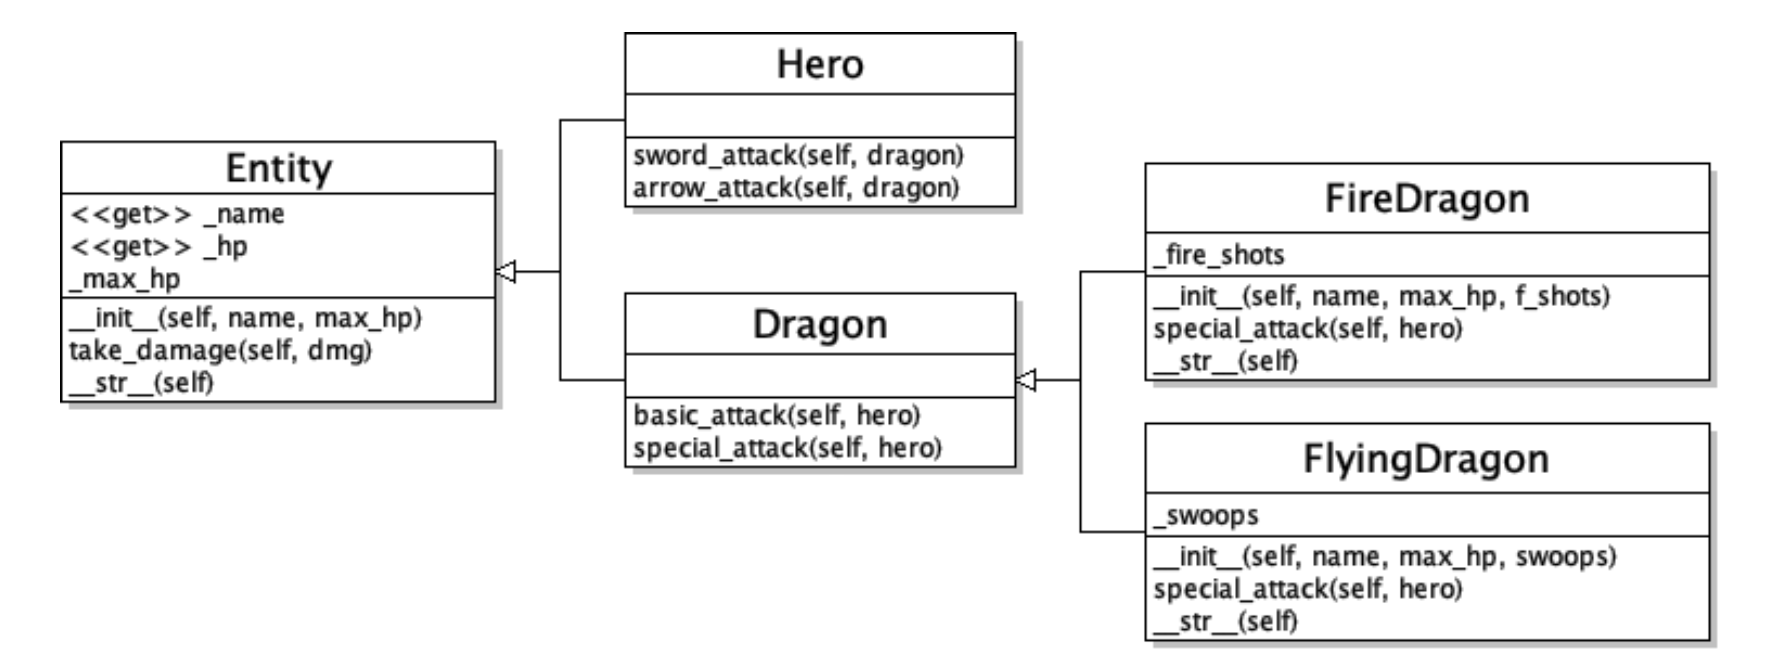 Entity
<<get>> _name
<<get>> _hp
_max_hp
__init__(self, name, max_hp)
take_damage(self, dmg)
__str__(self)
Hero
sword_attack(self, dragon)
arrow_attack(self, dragon)
Dragon
basic_attack(self, hero)
special_attack(self, hero)
FireDragon
_fire_shots
__init__(self, name, max_hp, f_shots)
special_attack(self, hero)
__str__(self)
FlyingDragon
_swoops
__init__(self, name, max_hp, swoops)
special_attack(self, hero)
__str__(self)